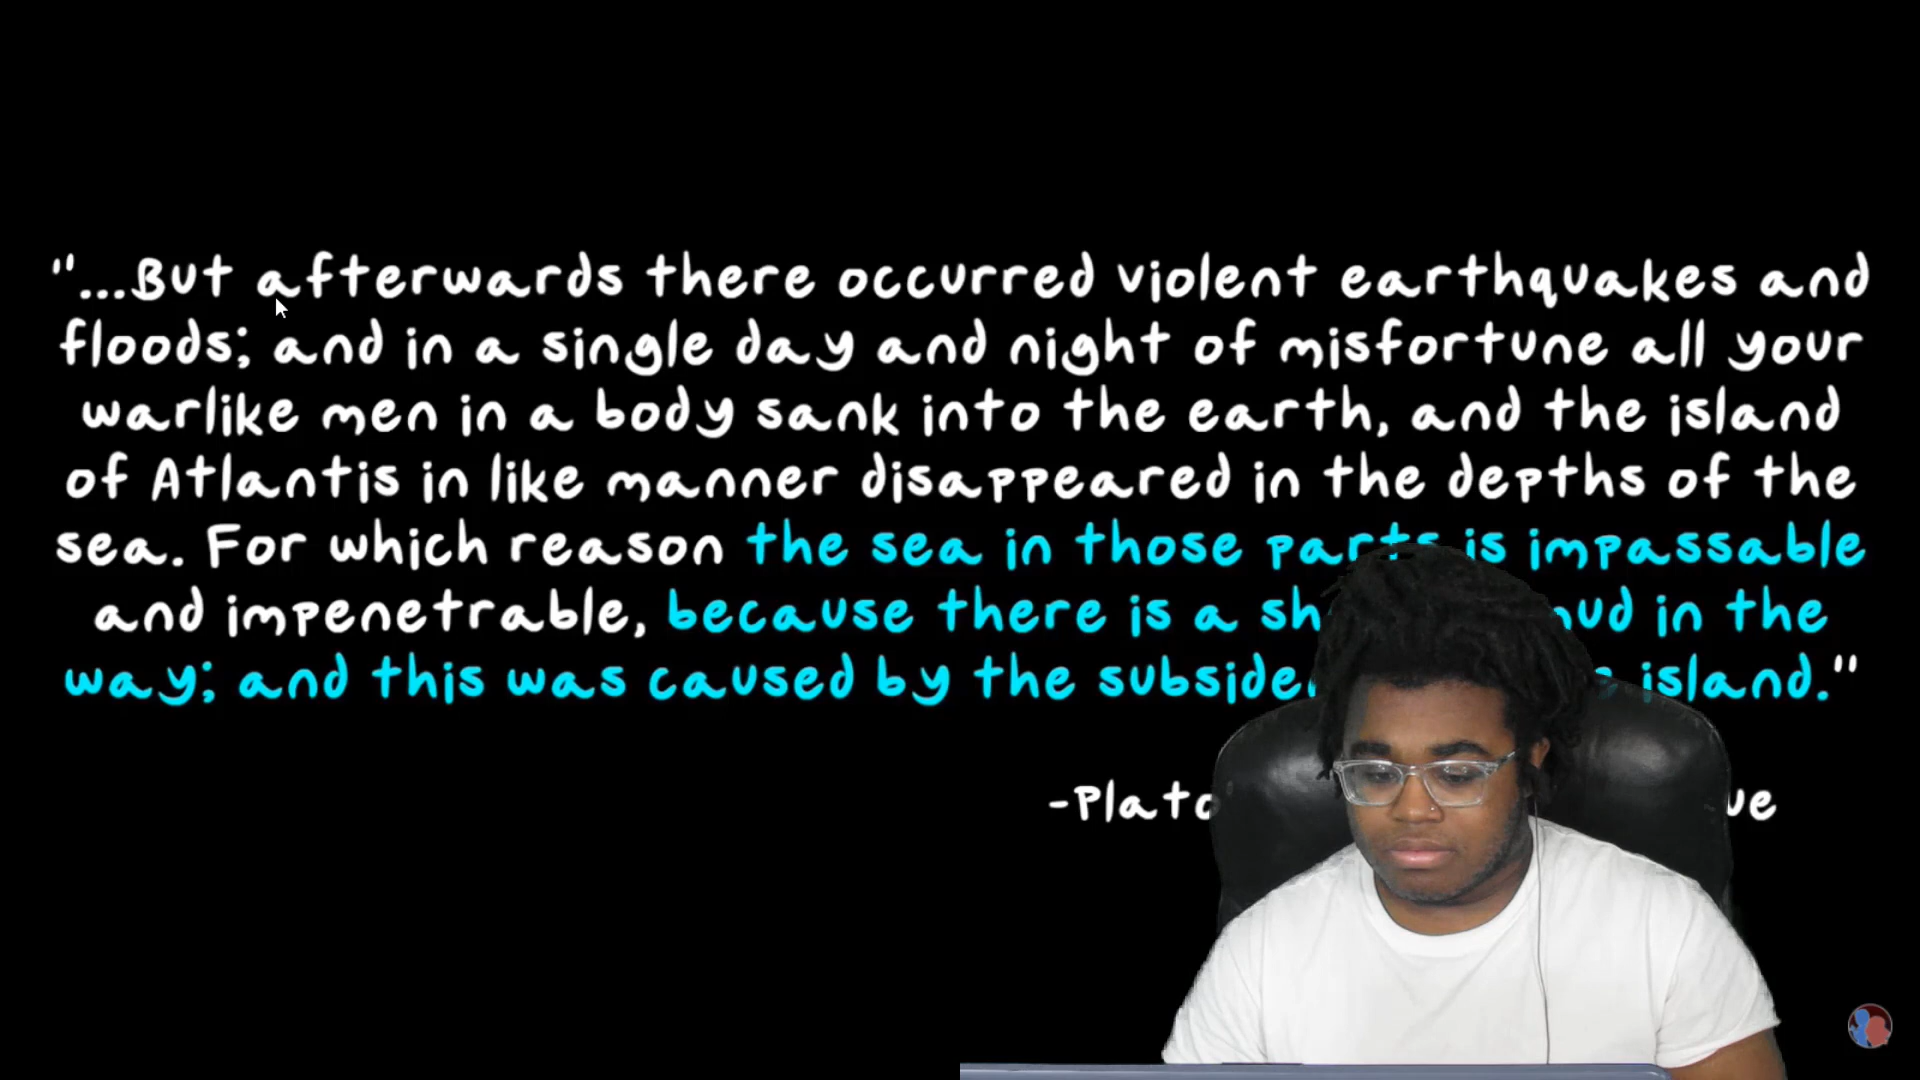 "...But afterwards there occurred violent earthquakes and
floods; and in a single day and night of misfortune all your
warlike men in a body sank into the earth, and the island
of Atlantis in like manner disappeared in the depths of the
sea. For which reason the sea in those parts is impassable
and impenetrable, because there is a in the
way; and this was caused by the island."
-Plato